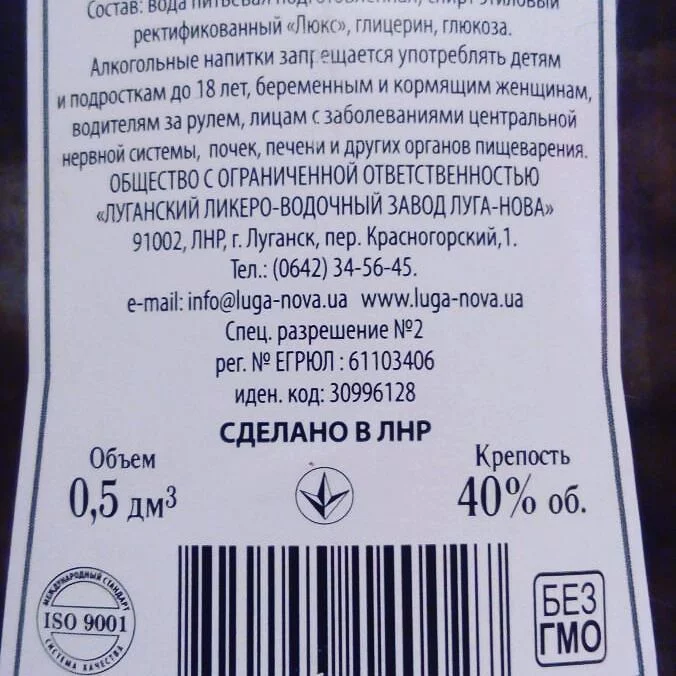 Состав: вода питьевая подготовленная, спирт этиловый
ректификованный «Люкс», глицерин, глюкоза.
Алкогольные напитки запрещается употреблять детям
и подросткам до 18 лет, беременным и кормящим женщинам,
водителям за рулем, лицам с заболеваниями центральной
нервной системы, почек, печени и других органов пищеварения.
ОБЩЕСТВО С ОГРАНИЧЕННОЙ ОТВЕТСТВЕННОСТЬЮ
«ЛУГАНСКИЙ ЛИКЕРО-ВОДОЧНЫЙ ЗАВОД ЛУГА-НОВА»
91002, ЛНР, г. Луганск, пер. Красногорский,1.
Тел.: (0642) 34-56-45.
e-mail: info@luga-nova.ua www.luga-nova.ua
Спец. разрешение №2
рег. № ЕГРЮЛ : 61103406
иден. код: 30996128
СДЕЛАНО В ЛНР
Объем
0,5 дм³
Крепость
40% об.
МЕЖДУНАРОДНЫЙ СТАНДАРТ
ISO 9001
СИСТЕМА КАЧЕСТВА
БЕЗ
ГМО